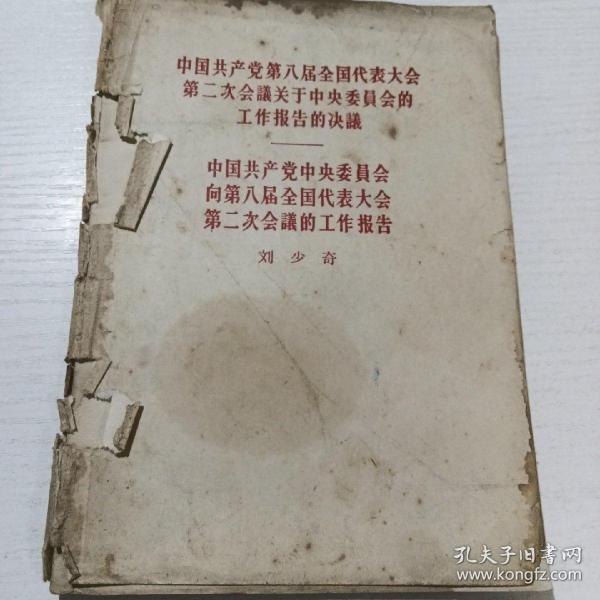 中国共产党第八届全国代表大会
第二次会議关于中央委員会的
工作报告的决議
中国共产党中央委員会
向第八届全国代表大会
第二次会議的工作报告
刘少奇
孔夫子旧书网
www.kongfz.com